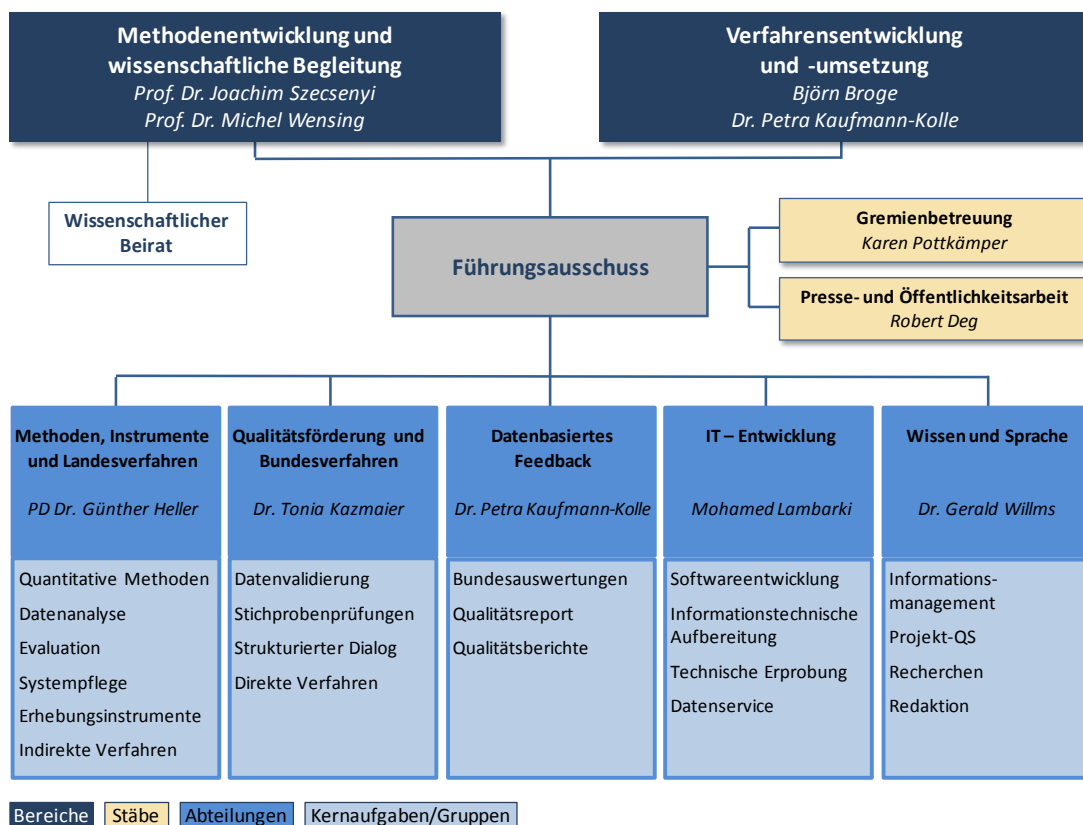 Methodenentwicklung und
wissenschaftliche Begleitung
Prof. Dr. Joachim Szecsenyi
Prof. Dr. Michel Wensing
Verfahrensentwicklung
und -umsetzung
Björn Broge
Dr. Petra Kaufmann-Kolle
Wissenschaftlicher
Beirat
Führungsausschuss
Gremienbetreuung
Karen Pottkämper
Presse- und Öffentlichkeitsarbeit
Robert Deg
Methoden, Instrumente
und Landesverfahren
PD Dr. Günther Heller
Quantitative Methoden
Datenanalyse
Evaluation
Systempflege
Erhebungsinstrumente
Indirekte Verfahren
Qualitätsförderung und
Bundesverfahren
Dr. Tonia Kazmaier
Datenvalidierung
Stichprobenprüfungen
Strukturierter Dialog
Direkte Verfahren
Datenbasiertes
Feedback
Dr. Petra Kaufmann-Kolle
Bundesauswertungen
Qualitätsreport
Qualitätsberichte
IT – Entwicklung
Mohamed Lambarki
Softwareentwicklung
Informationstechnische
Aufbereitung
Technische Erprobung
Datenservice
Wissen und Sprache
Dr. Gerald Willms
Informations-
management
Projekt-QS
Recherchen
Redaktion
Bereiche
Stäbe
Abteilungen
Kernaufgaben/Gruppen